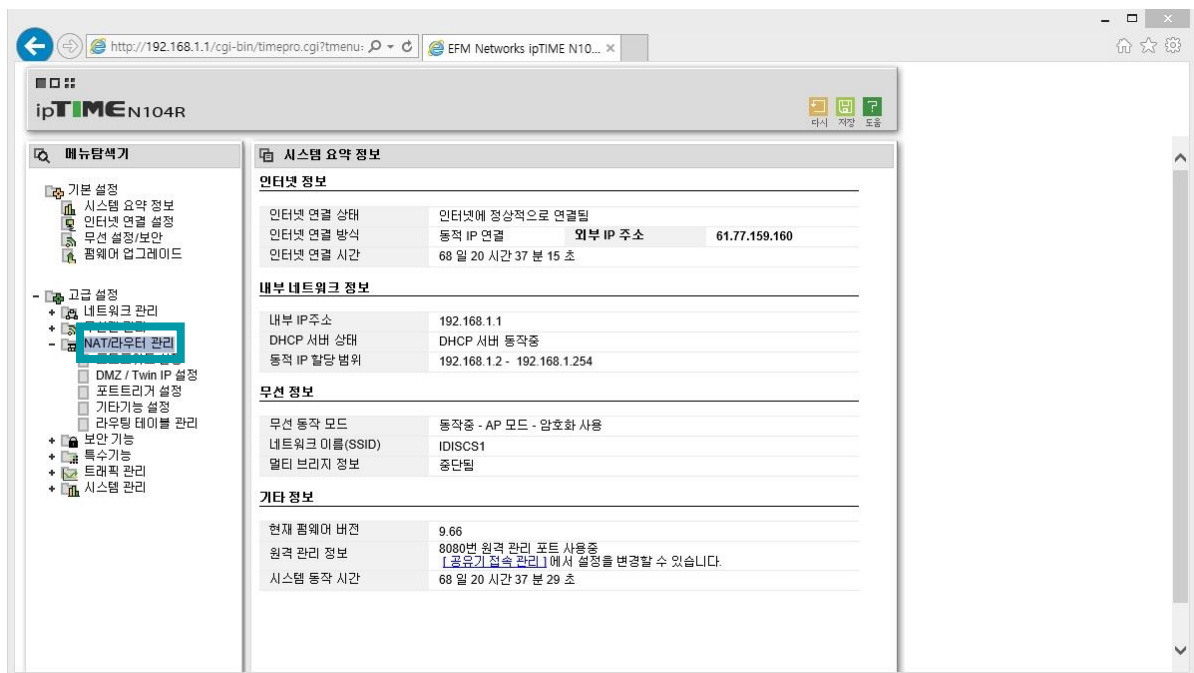 http://192.168.1.1/cgi-bin/timepro.cgi?tmenu:
EFM Networks ipTIME N10...
ipTIMEN104R
다시 저장 도움
메뉴탐색기
시스템 요약 정보
기본 설정
시스템 요약 정보
인터넷 연결 설정
무선 설정/보안
펌웨어 업그레이드
고급 설정
네트워크 관리
NAT/라우터 관리
DMZ / Twin IP 설정
포트트리거 설정
기타기능 설정
라우팅 테이블 관리
보안 기능
특수기능
트래픽 관리
시스템 관리
인터넷 정보
인터넷 연결 상태 인터넷에 정상적으로 연결됨
인터넷 연결 방식 동적 IP 연결 외부 IP 주소 61.77.159.160
인터넷 연결 시간 68 일 20 시간 37 분 15 초
내부 네트워크 정보
내부 IP주소 192.168.1.1
DHCP 서버 상태 DHCP 서버 동작중
동적 IP 할당 범위 192.168.1.2 - 192.168.1.254
무선 정보
무선 동작 모드 동작중 - AP 모드 - 암호화 사용
네트워크 이름(SSID) IDISCS1
멀티 브리지 정보 중단됨
기타 정보
현재 펌웨어 버전 9.66
원격 관리 정보 8080번 원격 관리 포트 사용중
[ 공유기 접속 관리 ]에서 설정을 변경할 수 있습니다.
시스템 동작 시간 68 일 20 시간 37 분 29 초